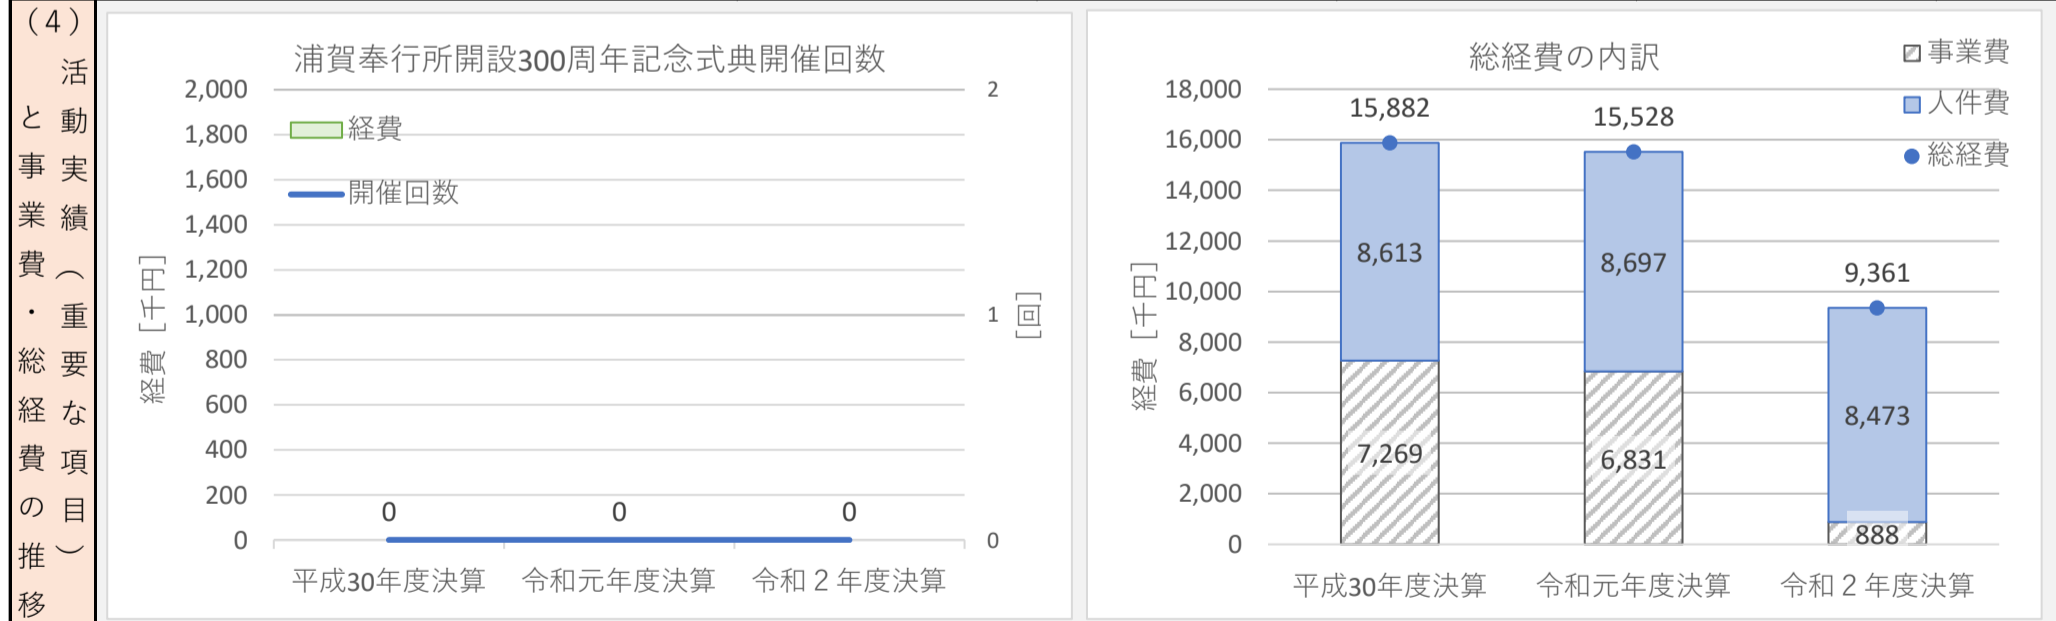 （４）活動実績（重要な項目）
と事業費・総経費の推移
浦賀奉行所開設300周年記念式典開催回数
2,000
1,800
1,600
1,400
1,200
1,000
800
600
400
200
0
経費［千円］
経費
開催回数
2
1
0
[回]
0 0 0
平成30年度決算 令和元年度決算 令和２年度決算
総経費の内訳
事業費
人件費
総経費
18,000
16,000
14,000
12,000
10,000
8,000
6,000
4,000
2,000
0
経費［千円］
15,882 15,528 9,361
8,613 8,697 8,473
7,269 6,831 888
平成30年度決算 令和元年度決算 令和２年度決算